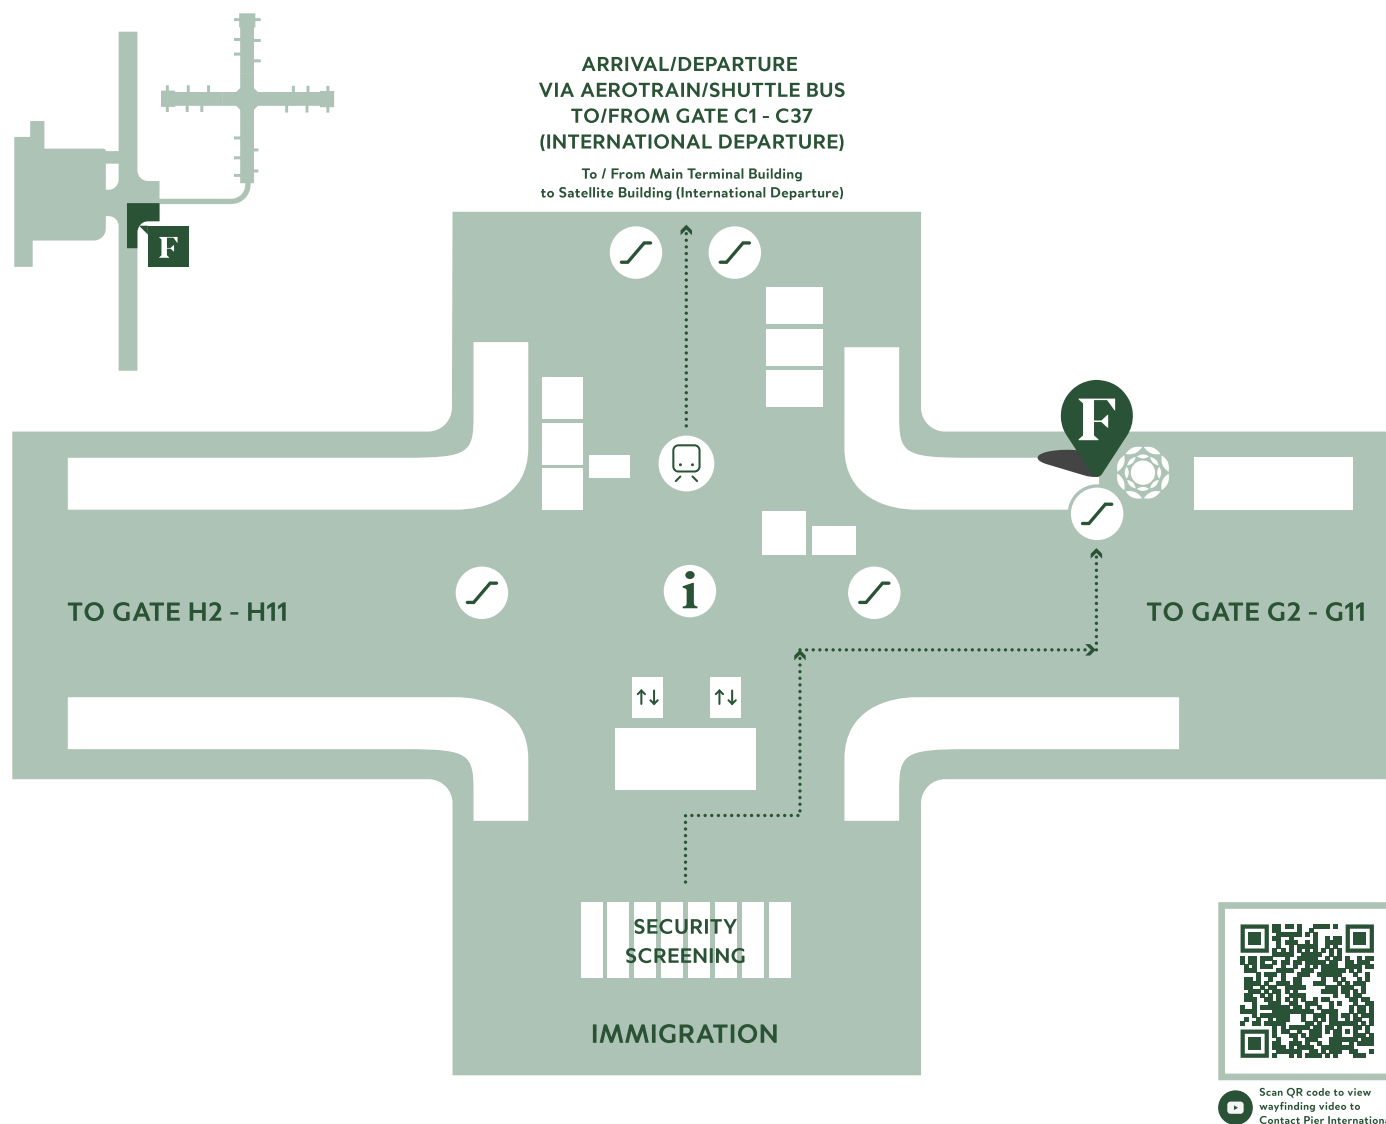 ARRIVAL/DEPARTURE
VIA AEROTRAIN/SHUTTLE BUS
TO/FROM GATE C1 - C37
(INTERNATIONAL DEPARTURE)
To / From Main Terminal Building
to Satellite Building (International Departure)
F
F
i
TO GATE H2 - H11
TO GATE G2 - G11
SECURITY
SCREENING
IMMIGRATION
Scan QR code to view
wayfinding video to
Contact Pier Internationa